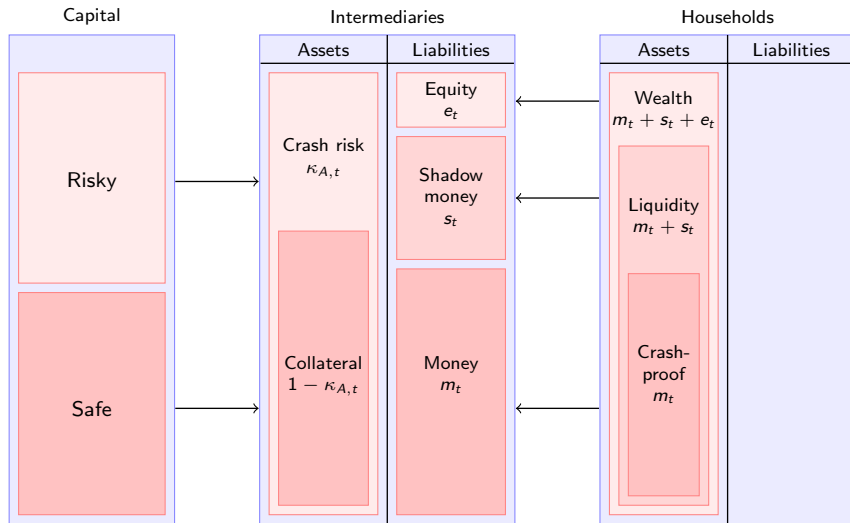 Capital
Intermediaries
Households
Assets
Liabilities
Assets
Liabilities
Risky
Safe
Crash risk
κ_{A,t}
Collateral
1 − κ_{A,t}
Equity
e_t
Shadow
money
s_t
Money
m_t
Wealth
m_t + s_t + e_t
Liquidity
m_t + s_t
Crash-
proof
m_t